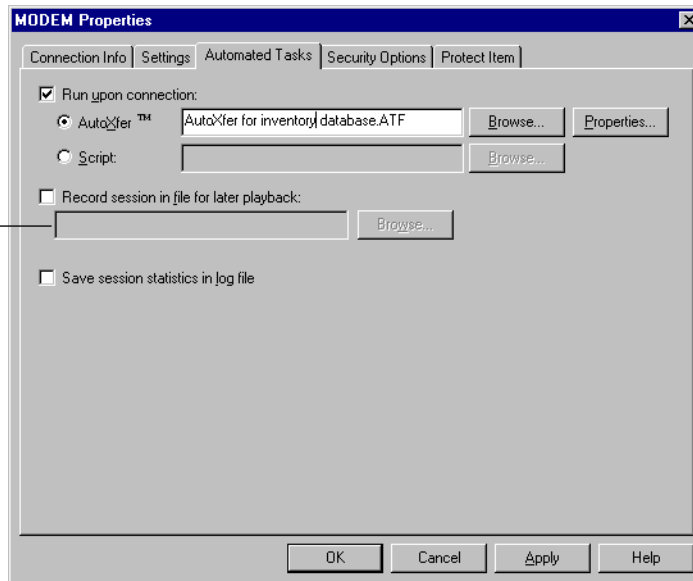 MODEM Properties
Connection Info Settings Automated Tasks Security Options Protect Item
Run upon connection:
AutoXfer ™ AutoXfer for inventory database.ATF Browse... Properties...
Script: Browse...
Record session in file for later playback:
Browse...
Save session statistics in log file
OK Cancel Apply Help